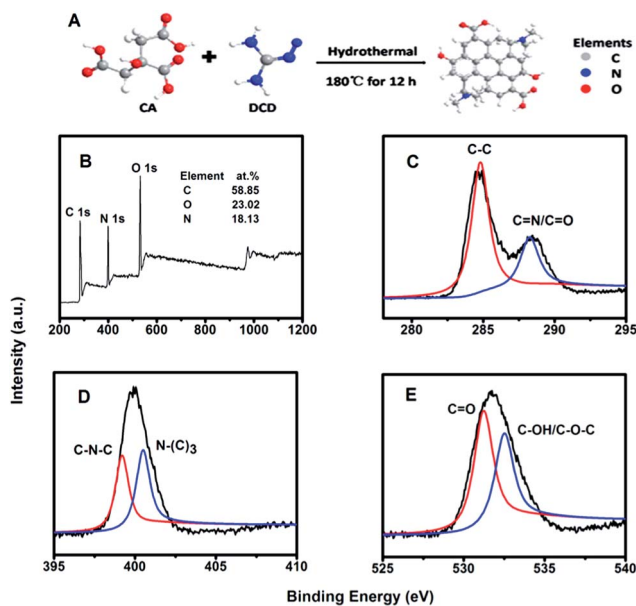 A
CA
+
DCD
Hydrothermal
180℃ for 12 h
Elements
C
N
O
Intensity (a.u.)
B
C 1s
N 1s
O 1s
Element at.%
C 58.85
O 23.02
N 18.13
200 400 600 800 1000 1200
C
C-C
C=N/C=O
280 285 290 295
D
C-N-C
N-(C)3
395 400 405 410
E
C=O
C-OH/C-O-C
525 530 535 540
Binding Energy (eV)